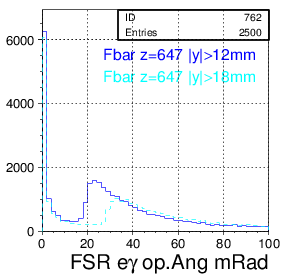 ID 762
Entries 2500
Fbar z=647 |y|>12mm
Fbar z=647 |y|>18mm
6000
4000
2000
0
0 20 40 60 80 100
FSR eγ op.Ang mRad